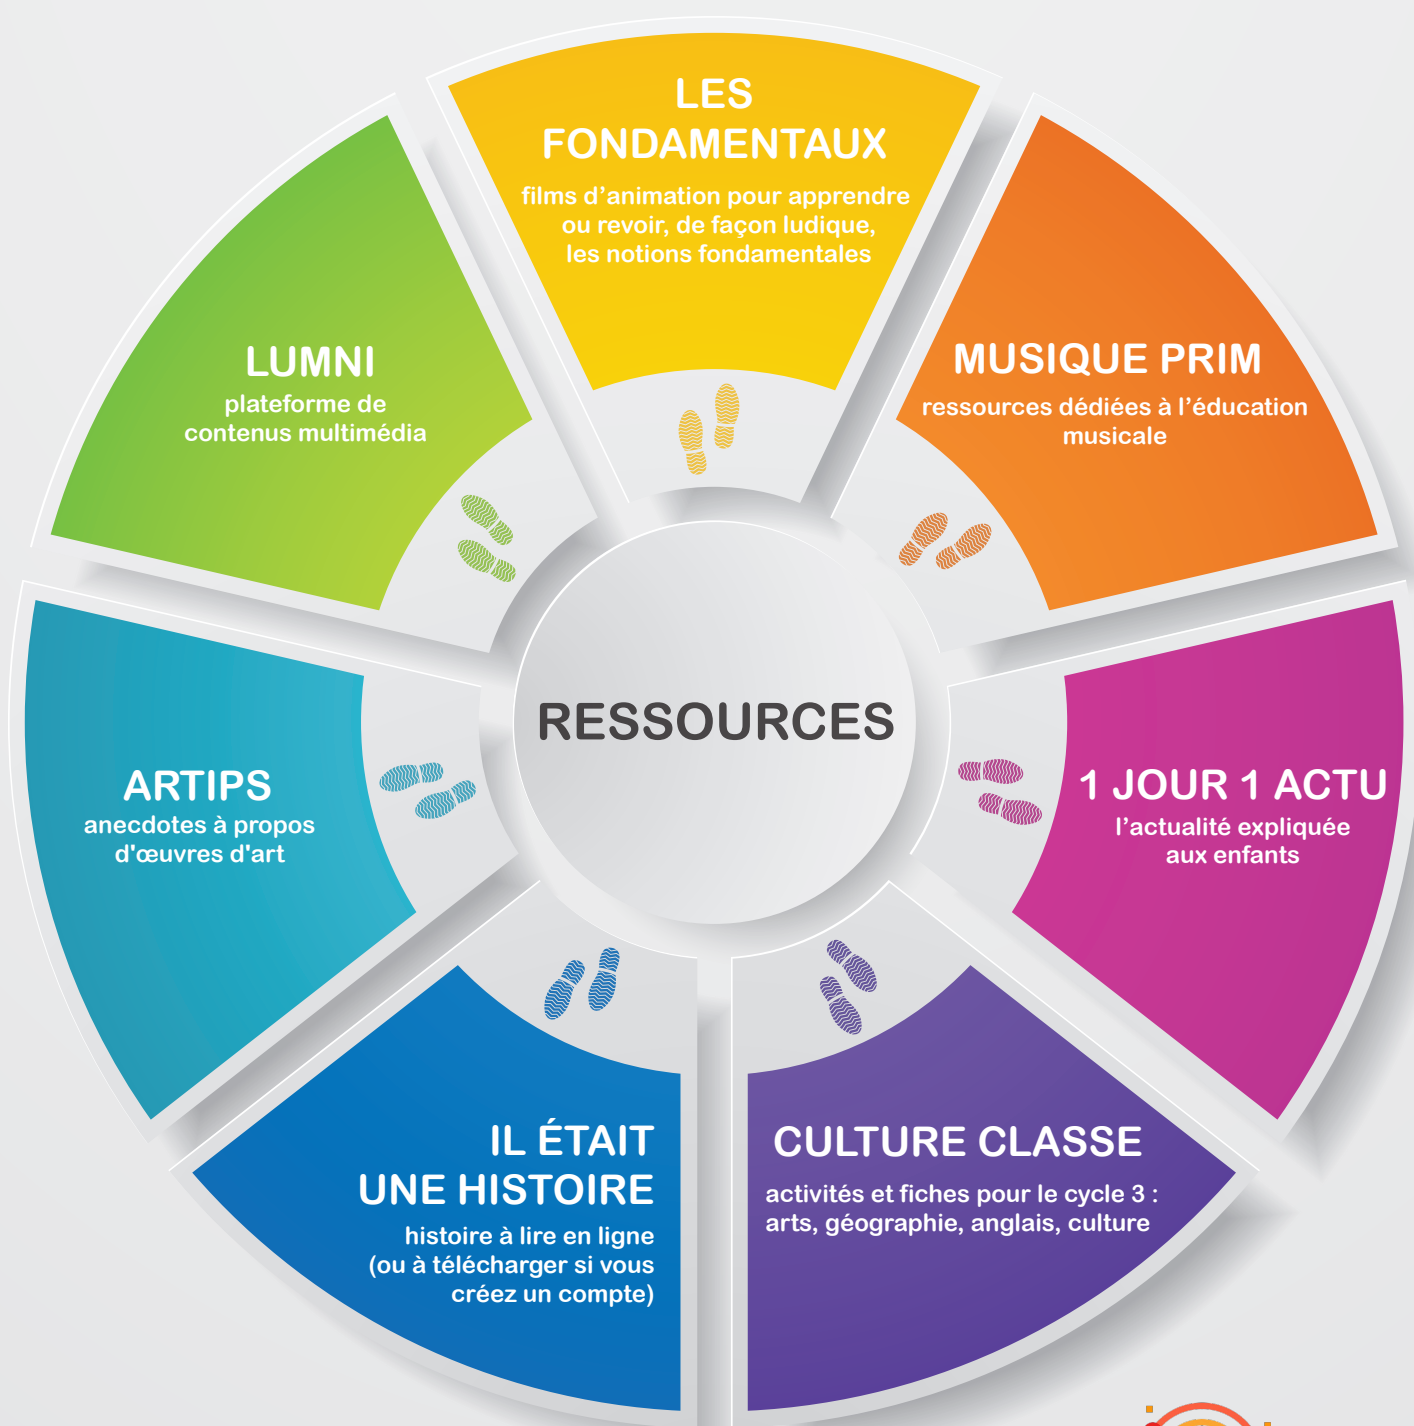 LES
FONDAMENTAUX
films d’animation pour apprendre
ou revoir, de façon ludique,
les notions fondamentales
MUSIQUE PRIM
ressources dédiées à l’éducation
musicale
1 JOUR 1 ACTU
l’actualité expliquée
aux enfants
CULTURE CLASSE
activités et fiches pour le cycle 3 :
arts, géographie, anglais, culture
IL ÉTAIT
UNE HISTOIRE
histoire à lire en ligne
(ou à télécharger si vous
créez un compte)
ARTIPS
anecdotes à propos
d'œuvres d'art
LUMNI
plateforme de
contenus multimédia
RESSOURCES